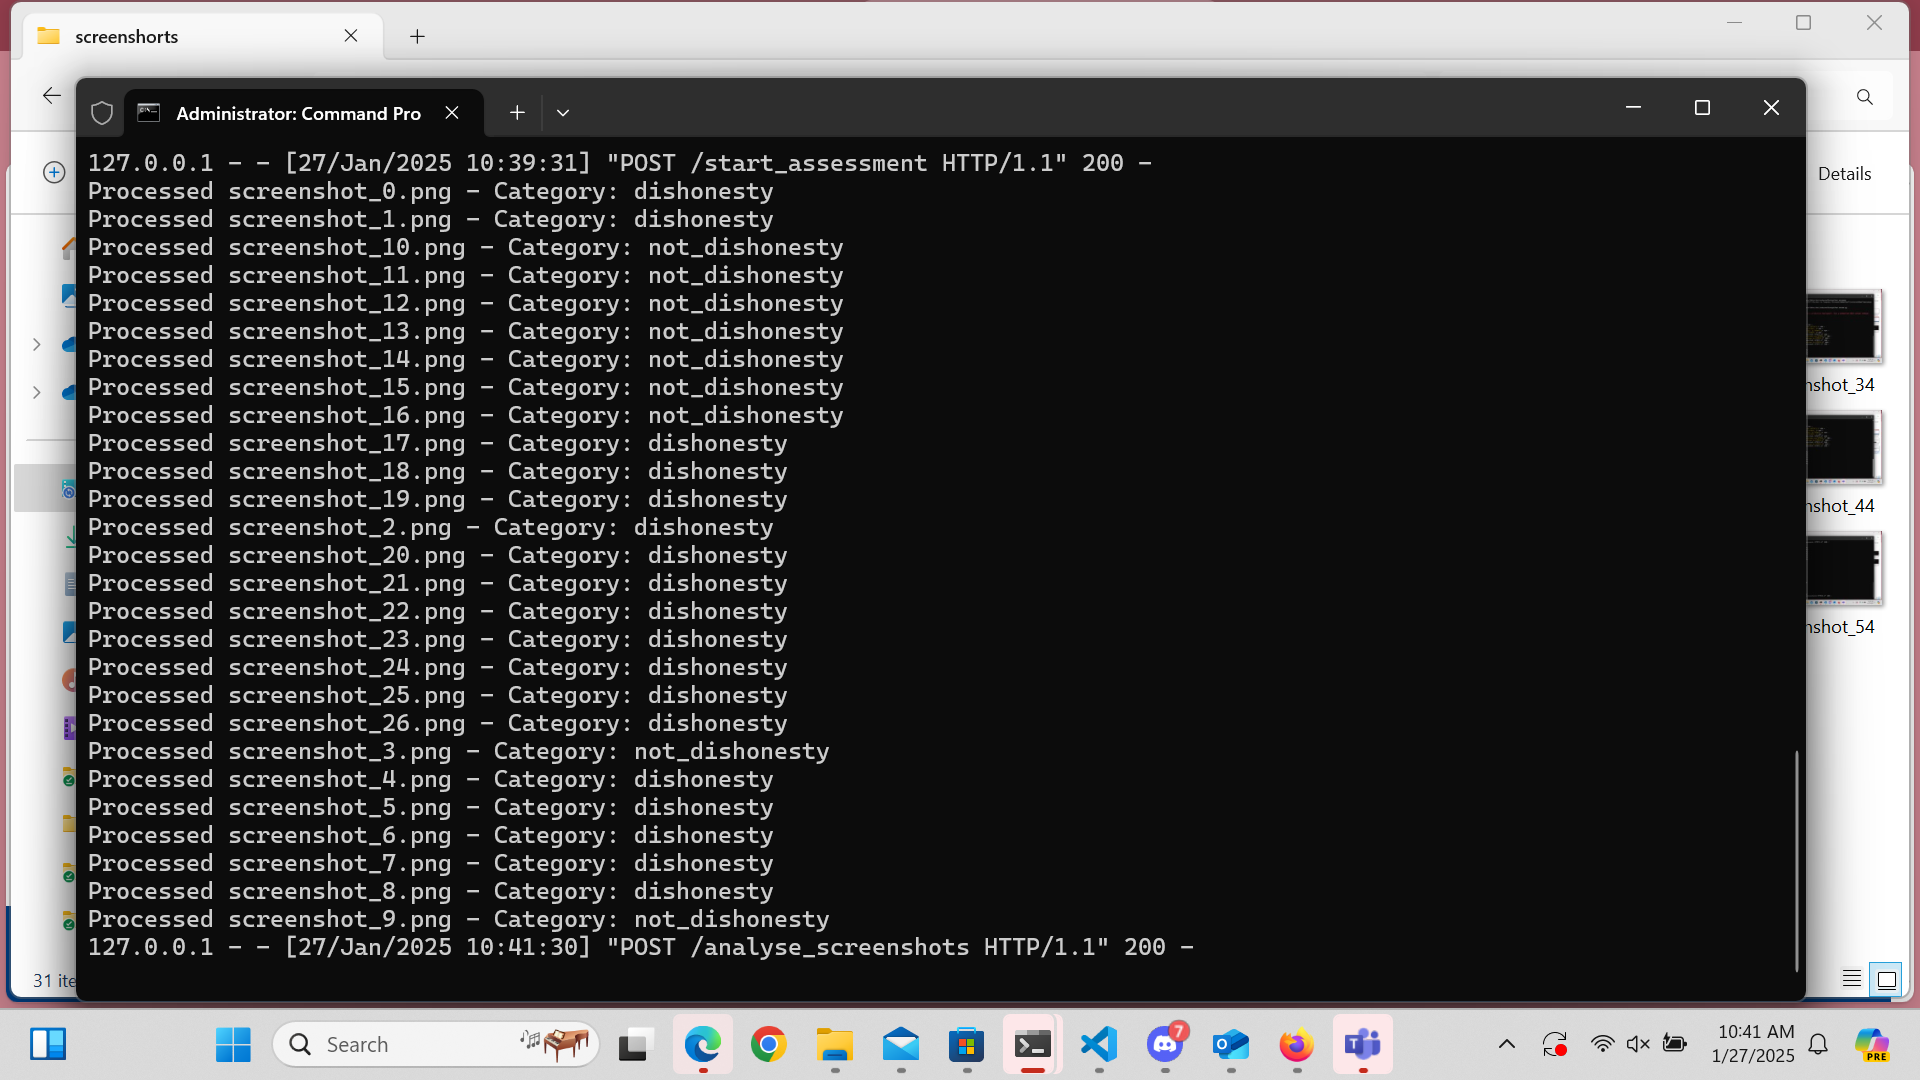 screenshorts
Administrator: Command Pro
Details
127.0.0.1 - - [27/Jan/2025 10:39:31] "POST /start_assessment HTTP/1.1" 200 -
Processed screenshot_0.png - Category: dishonesty
Processed screenshot_1.png - Category: dishonesty
Processed screenshot_10.png - Category: not_dishonesty
Processed screenshot_11.png - Category: not_dishonesty
Processed screenshot_12.png - Category: not_dishonesty
Processed screenshot_13.png - Category: not_dishonesty
Processed screenshot_14.png - Category: not_dishonesty
Processed screenshot_15.png - Category: not_dishonesty
Processed screenshot_16.png - Category: not_dishonesty
Processed screenshot_17.png - Category: dishonesty
Processed screenshot_18.png - Category: dishonesty
Processed screenshot_19.png - Category: dishonesty
Processed screenshot_2.png - Category: dishonesty
Processed screenshot_20.png - Category: dishonesty
Processed screenshot_21.png - Category: dishonesty
Processed screenshot_22.png - Category: dishonesty
Processed screenshot_23.png - Category: dishonesty
Processed screenshot_24.png - Category: dishonesty
Processed screenshot_25.png - Category: dishonesty
Processed screenshot_26.png - Category: dishonesty
Processed screenshot_3.png - Category: not_dishonesty
Processed screenshot_4.png - Category: dishonesty
Processed screenshot_5.png - Category: dishonesty
Processed screenshot_6.png - Category: dishonesty
Processed screenshot_7.png - Category: dishonesty
Processed screenshot_8.png - Category: dishonesty
Processed screenshot_9.png - Category: not_dishonesty
127.0.0.1 - - [27/Jan/2025 10:41:30] "POST /analyse_screenshots HTTP/1.1" 200 -
nshot_34
nshot_44
nshot_54
31 ite
Search
7
10:41 AM
1/27/2025
PRE